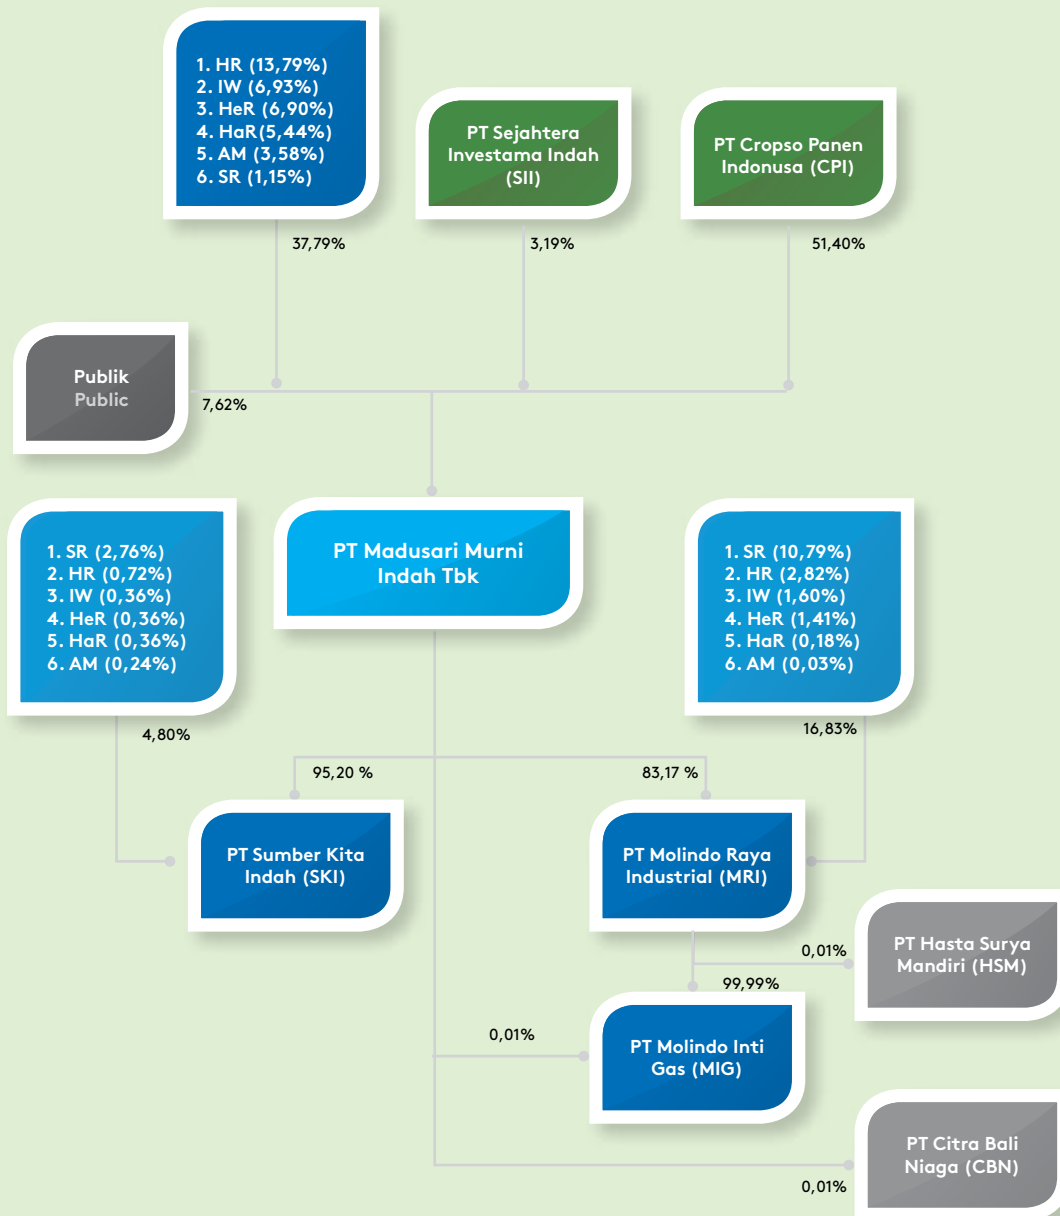 1. HR (13,79%)
2. IW (6,93%)
3. HeR (6,90%)
4. HaR(5,44%)
5. AM (3,58%)
6. SR (1,15%)
PT Sejahtera
Investama Indah
(SII)
PT Cropso Panen
Indonusa (CPI)
37,79%
3,19%
51,40%
Publik
Public
7,62%
1. SR (2,76%)
2. HR (0,72%)
3. IW (0,36%)
4. HeR (0,36%)
5. HaR (0,36%)
6. AM (0,24%)
PT Madusari Murni
Indah Tbk
1. SR (10,79%)
2. HR (2,82%)
3. IW (1,60%)
4. HeR (1,41%)
5. HaR (0,18%)
6. AM (0,03%)
4,80%
16,83%
95,20 %
83,17 %
PT Sumber Kita
Indah (SKI)
PT Molindo Raya
Industrial (MRI)
0,01%
PT Hasta Surya
Mandiri (HSM)
99,99%
0,01%
PT Molindo Inti
Gas (MIG)
PT Citra Bali
Niaga (CBN)
0,01%